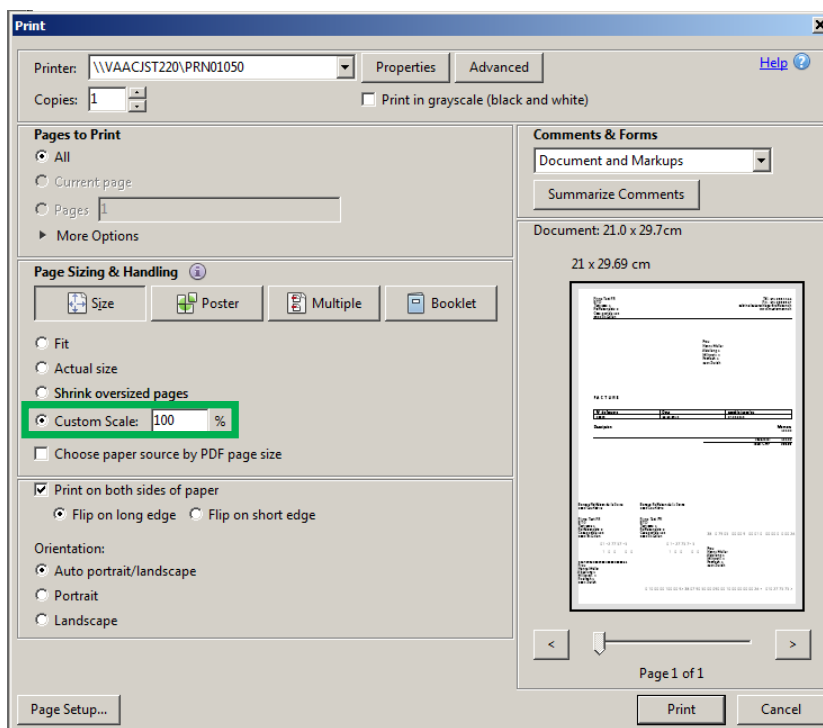 Print
Printer: \\VAACJST220\PRN01050 Properties Advanced Help
Copies: 1 Print in grayscale (black and white)
Pages to Print
All
Current page
Pages 1
More Options
Comments & Forms
Document and Markups
Summarize Comments
Document: 21.0 x 29.7cm
21 x 29.69 cm
FACTURE
Page Sizing & Handling
Size Poster Multiple Booklet
Fit
Actual size
Shrink oversized pages
Custom Scale: 100 %
Choose paper source by PDF page size
Print on both sides of paper
Flip on long edge Flip on short edge
Orientation:
Auto portrait/landscape
Portrait
Landscape
< >
Page 1 of 1
Page Setup... Print Cancel